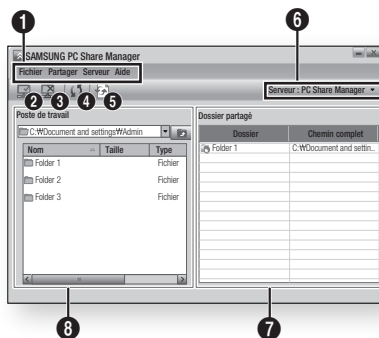 1
6
SAMSUNG PC Share Manager
Fichier Partager Serveur Aide
2 3 4 5
Serveur : PC Share Manager
Poste de travail
Dossier partagé
C:₩Document and settings₩Admin
Dossier Chemin complet
Nom Taille Type
Folder 1 C:₩Document and settin..
Folder 1 Fichier
Folder 2 Fichier
Folder 3 Fichier
8
7